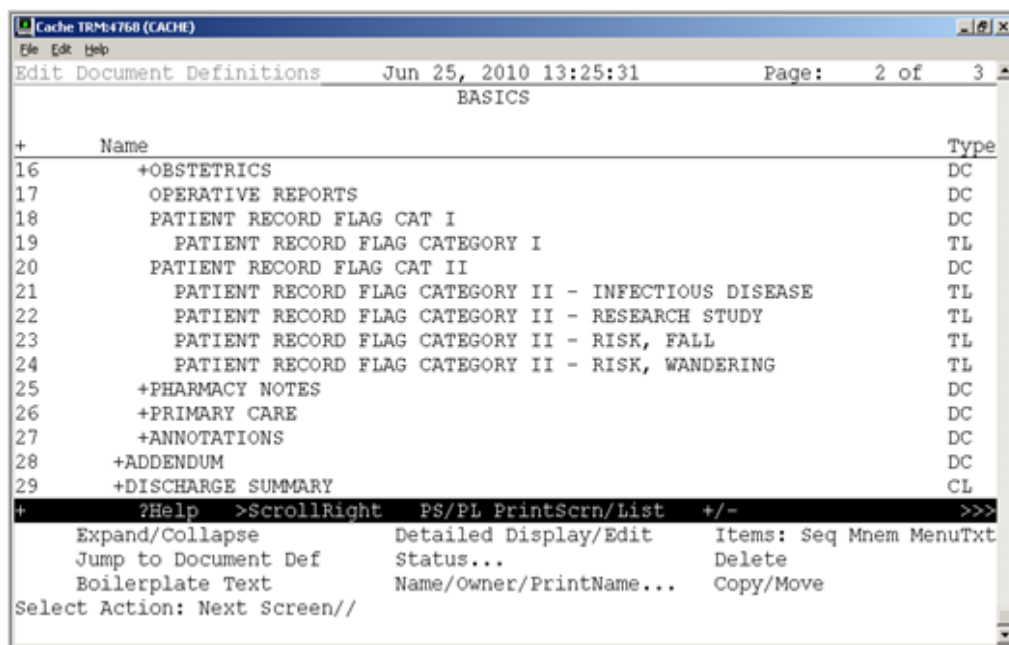 Cache TRM:4768 (CACHE)
File Edit Help
Edit Document Definitions Jun 25, 2010 13:25:31 Page: 2 of 3
BASICS
+ Name Type
16 +OBSTETRICS DC
17 OPERATIVE REPORTS DC
18 PATIENT RECORD FLAG CAT I DC
19 PATIENT RECORD FLAG CATEGORY I TL
20 PATIENT RECORD FLAG CAT II DC
21 PATIENT RECORD FLAG CATEGORY II - INFECTIOUS DISEASE TL
22 PATIENT RECORD FLAG CATEGORY II - RESEARCH STUDY TL
23 PATIENT RECORD FLAG CATEGORY II - RISK, FALL TL
24 PATIENT RECORD FLAG CATEGORY II - RISK, WANDERING TL
25 +PHARMACY NOTES DC
26 +PRIMARY CARE DC
27 +ANNOTATIONS DC
28 +ADDENDUM DC
29 +DISCHARGE SUMMARY CL
+ ?Help >ScrollRight PS/PL PrintScrn/List +/- >>>
Expand/Collapse Detailed Display/Edit Items: Seq Mnem MenuTxt
Jump to Document Def Status... Delete
Boilerplate Text Name/Owner/PrintName... Copy/Move
Select Action: Next Screen//